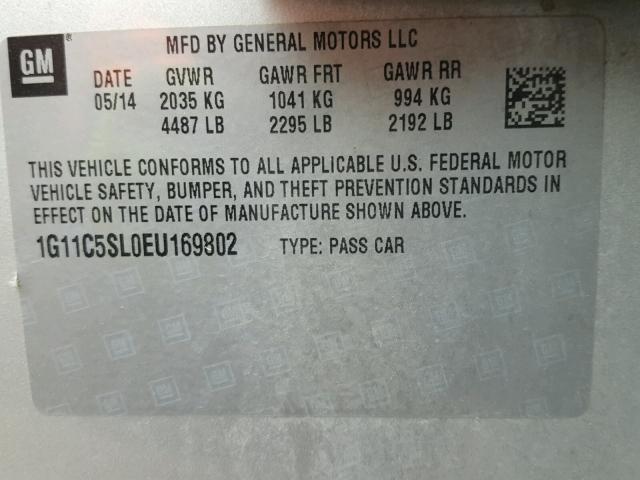 GM
MFD BY GENERAL MOTORS LLC
DATE GVWR GAWR FRT GAWR RR
05/14 2035 KG 1041 KG 994 KG
4487 LB 2295 LB 2192 LB
THIS VEHICLE CONFORMS TO ALL APPLICABLE U.S. FEDERAL MOTOR
VEHICLE SAFETY, BUMPER, AND THEFT PREVENTION STANDARDS IN
EFFECT ON THE DATE OF MANUFACTURE SHOWN ABOVE.
1G11C5SL0EU169802 TYPE: PASS CAR